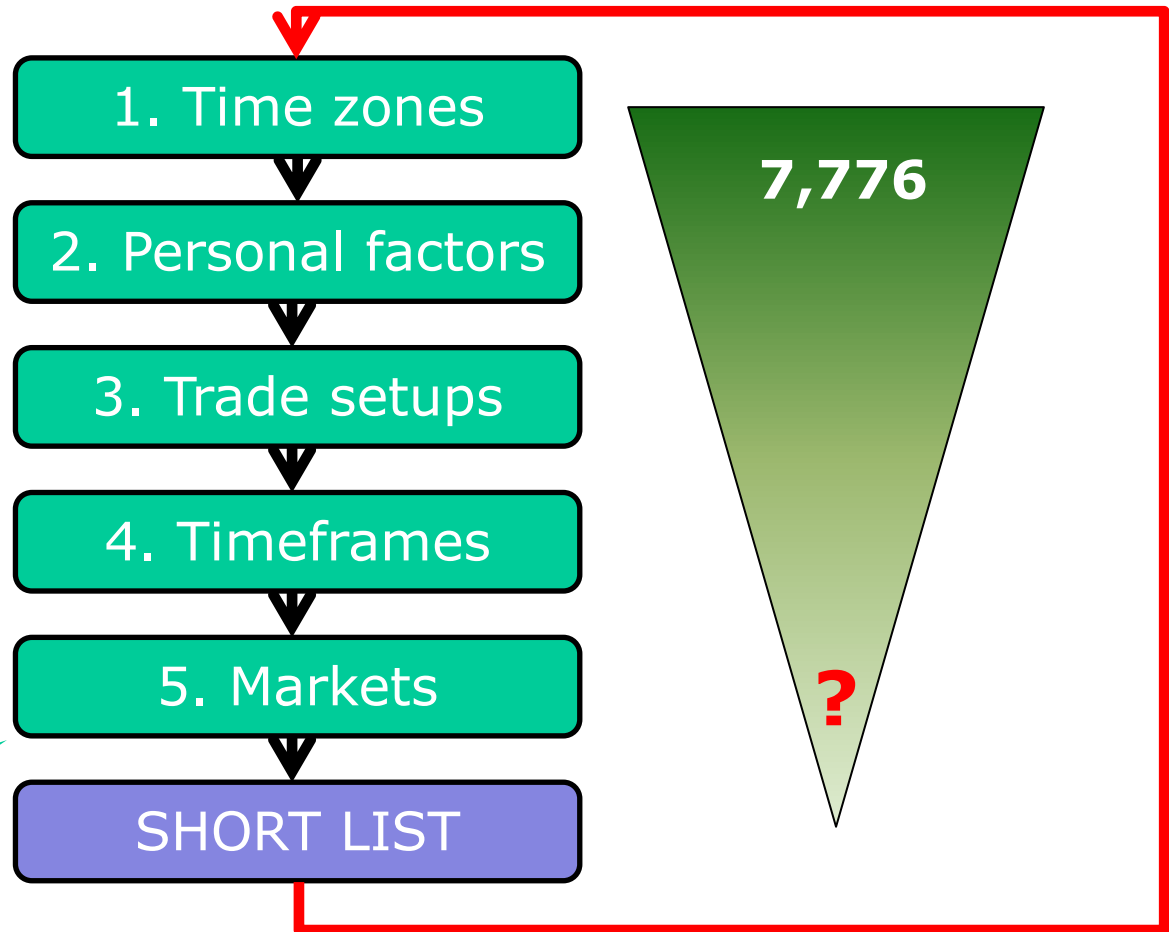 1. Time zones
2. Personal factors
3. Trade setups
4. Timeframes
5. Markets
SHORT LIST
7,776
?